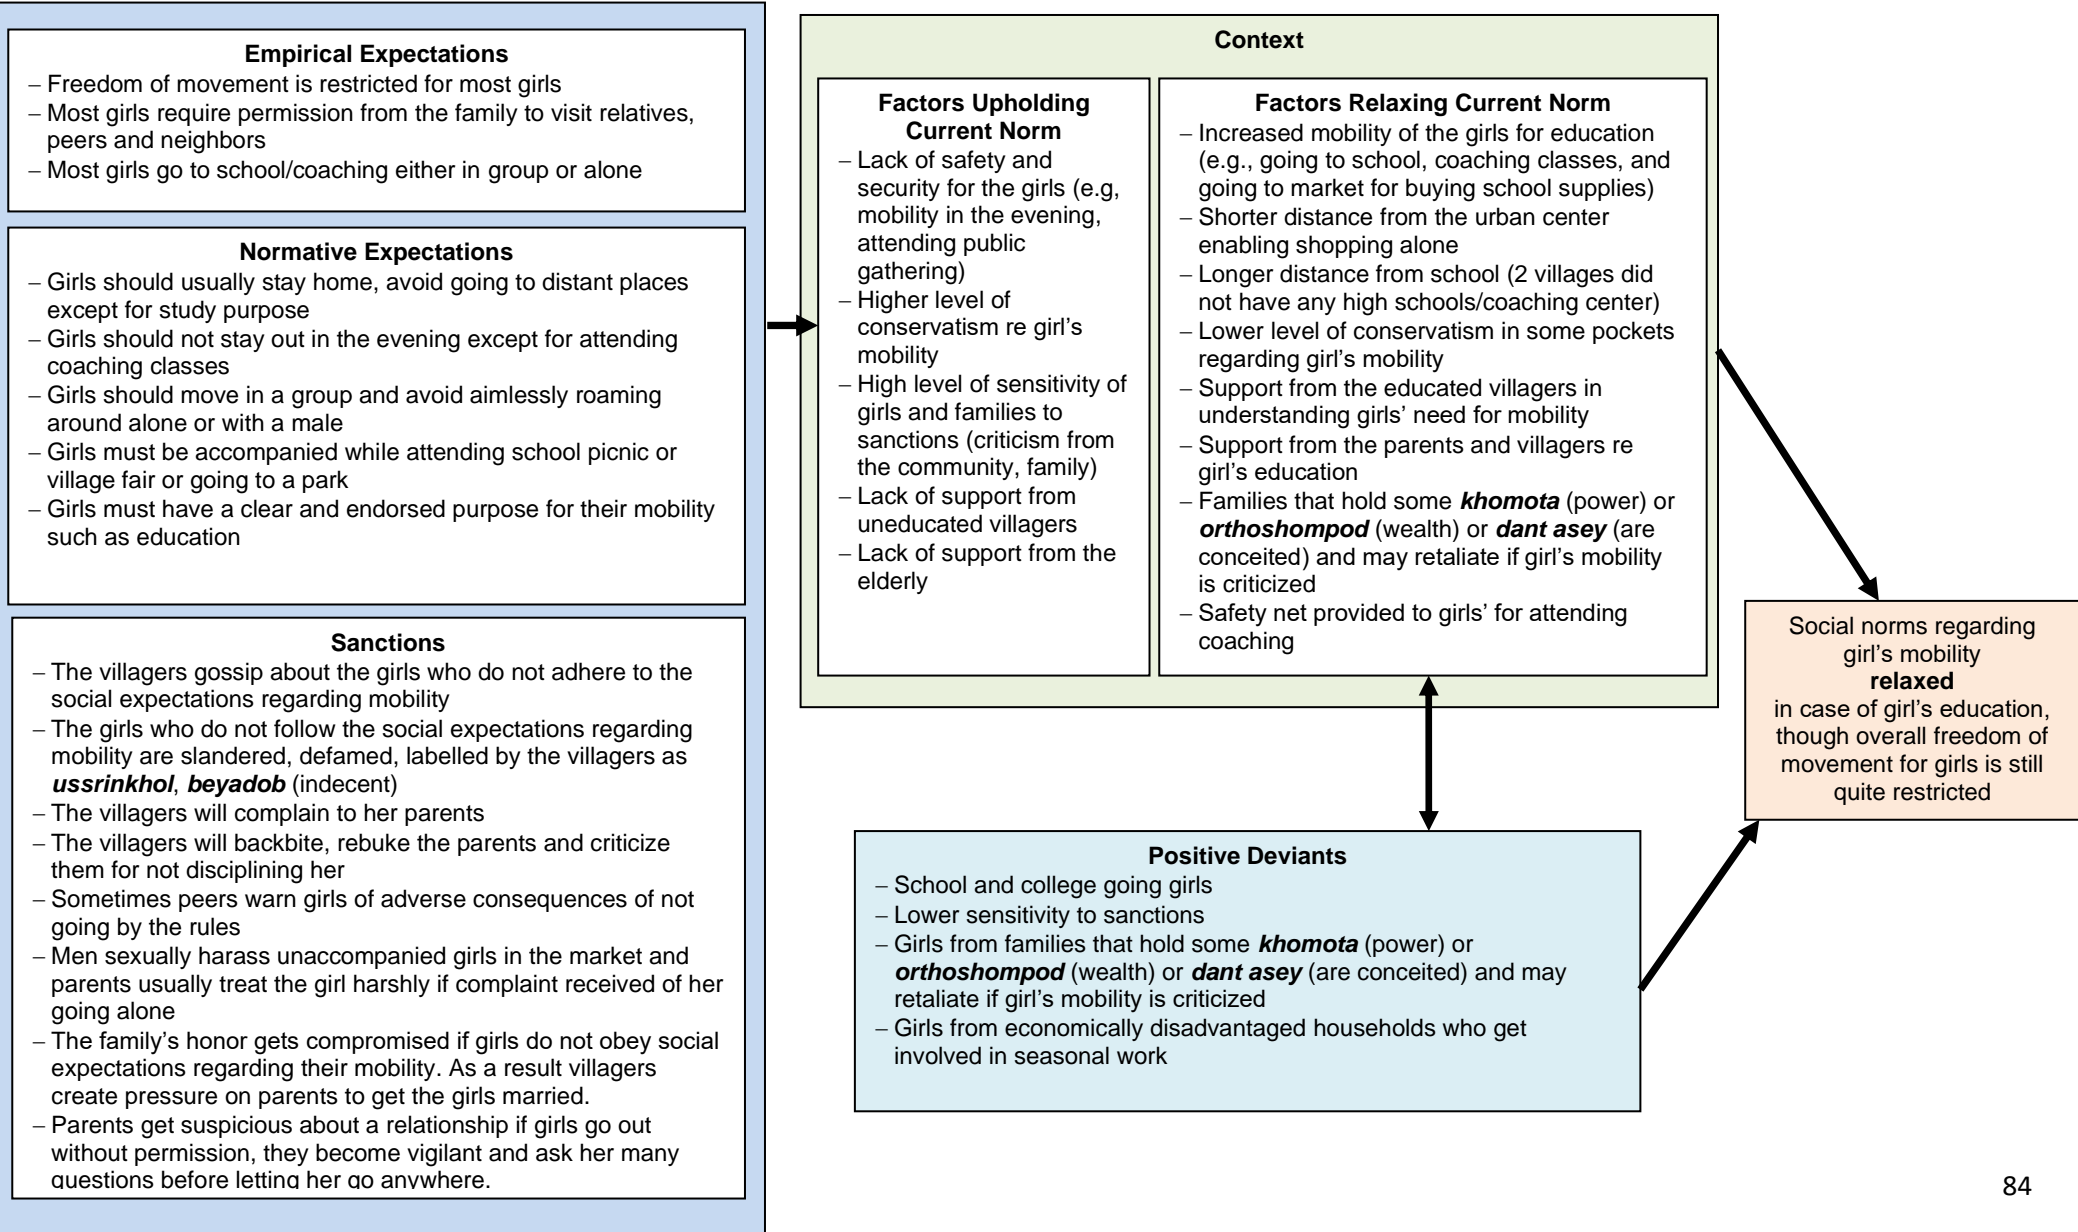 Empirical Expectations
– Freedom of movement is restricted for most girls
– Most girls require permission from the family to visit relatives,
peers and neighbors
– Most girls go to school/coaching either in group or alone
Normative Expectations
– Girls should usually stay home, avoid going to distant places
except for study purpose
– Girls should not stay out in the evening except for attending
coaching classes
– Girls should move in a group and avoid aimlessly roaming
around alone or with a male
– Girls must be accompanied while attending school picnic or
village fair or going to a park
– Girls must have a clear and endorsed purpose for their mobility
such as education
Sanctions
– The villagers gossip about the girls who do not adhere to the
social expectations regarding mobility
– The girls who do not follow the social expectations regarding
mobility are slandered, defamed, labelled by the villagers as
ussrinkhol, beyadob (indecent)
– The villagers will complain to her parents
– The villagers will backbite, rebuke the parents and criticize
them for not disciplining her
– Sometimes peers warn girls of adverse consequences of not
going by the rules
– Men sexually harass unaccompanied girls in the market and
parents usually treat the girl harshly if complaint received of her
going alone
– The family’s honor gets compromised if girls do not obey social
expectations regarding their mobility. As a result villagers
create pressure on parents to get the girls married.
– Parents get suspicious about a relationship if girls go out
without permission, they become vigilant and ask her many
questions before letting her go anywhere.
Context
Factors Upholding
Current Norm
– Lack of safety and
security for the girls (e.g,
mobility in the evening,
attending public
gathering)
– Higher level of
conservatism re girl’s
mobility
– High level of sensitivity of
girls and families to
sanctions (criticism from
the community, family)
– Lack of support from
uneducated villagers
– Lack of support from the
elderly
Factors Relaxing Current Norm
– Increased mobility of the girls for education
(e.g., going to school, coaching classes, and
going to market for buying school supplies)
– Shorter distance from the urban center
enabling shopping alone
– Longer distance from school (2 villages did
not have any high schools/coaching center)
– Lower level of conservatism in some pockets
regarding girl’s mobility
– Support from the educated villagers in
understanding girls’ need for mobility
– Support from the parents and villagers re
girl’s education
– Families that hold some khomota (power) or
orthoshompod (wealth) or dant asey (are
conceited) and may retaliate if girl’s mobility
is criticized
– Safety net provided to girls’ for attending
coaching
Positive Deviants
– School and college going girls
– Lower sensitivity to sanctions
– Girls from families that hold some khomota (power) or
orthoshompod (wealth) or dant asey (are conceited) and may
retaliate if girl’s mobility is criticized
– Girls from economically disadvantaged households who get
involved in seasonal work
Social norms regarding
girl’s mobility
relaxed
in case of girl’s education,
though overall freedom of
movement for girls is still
quite restricted
84